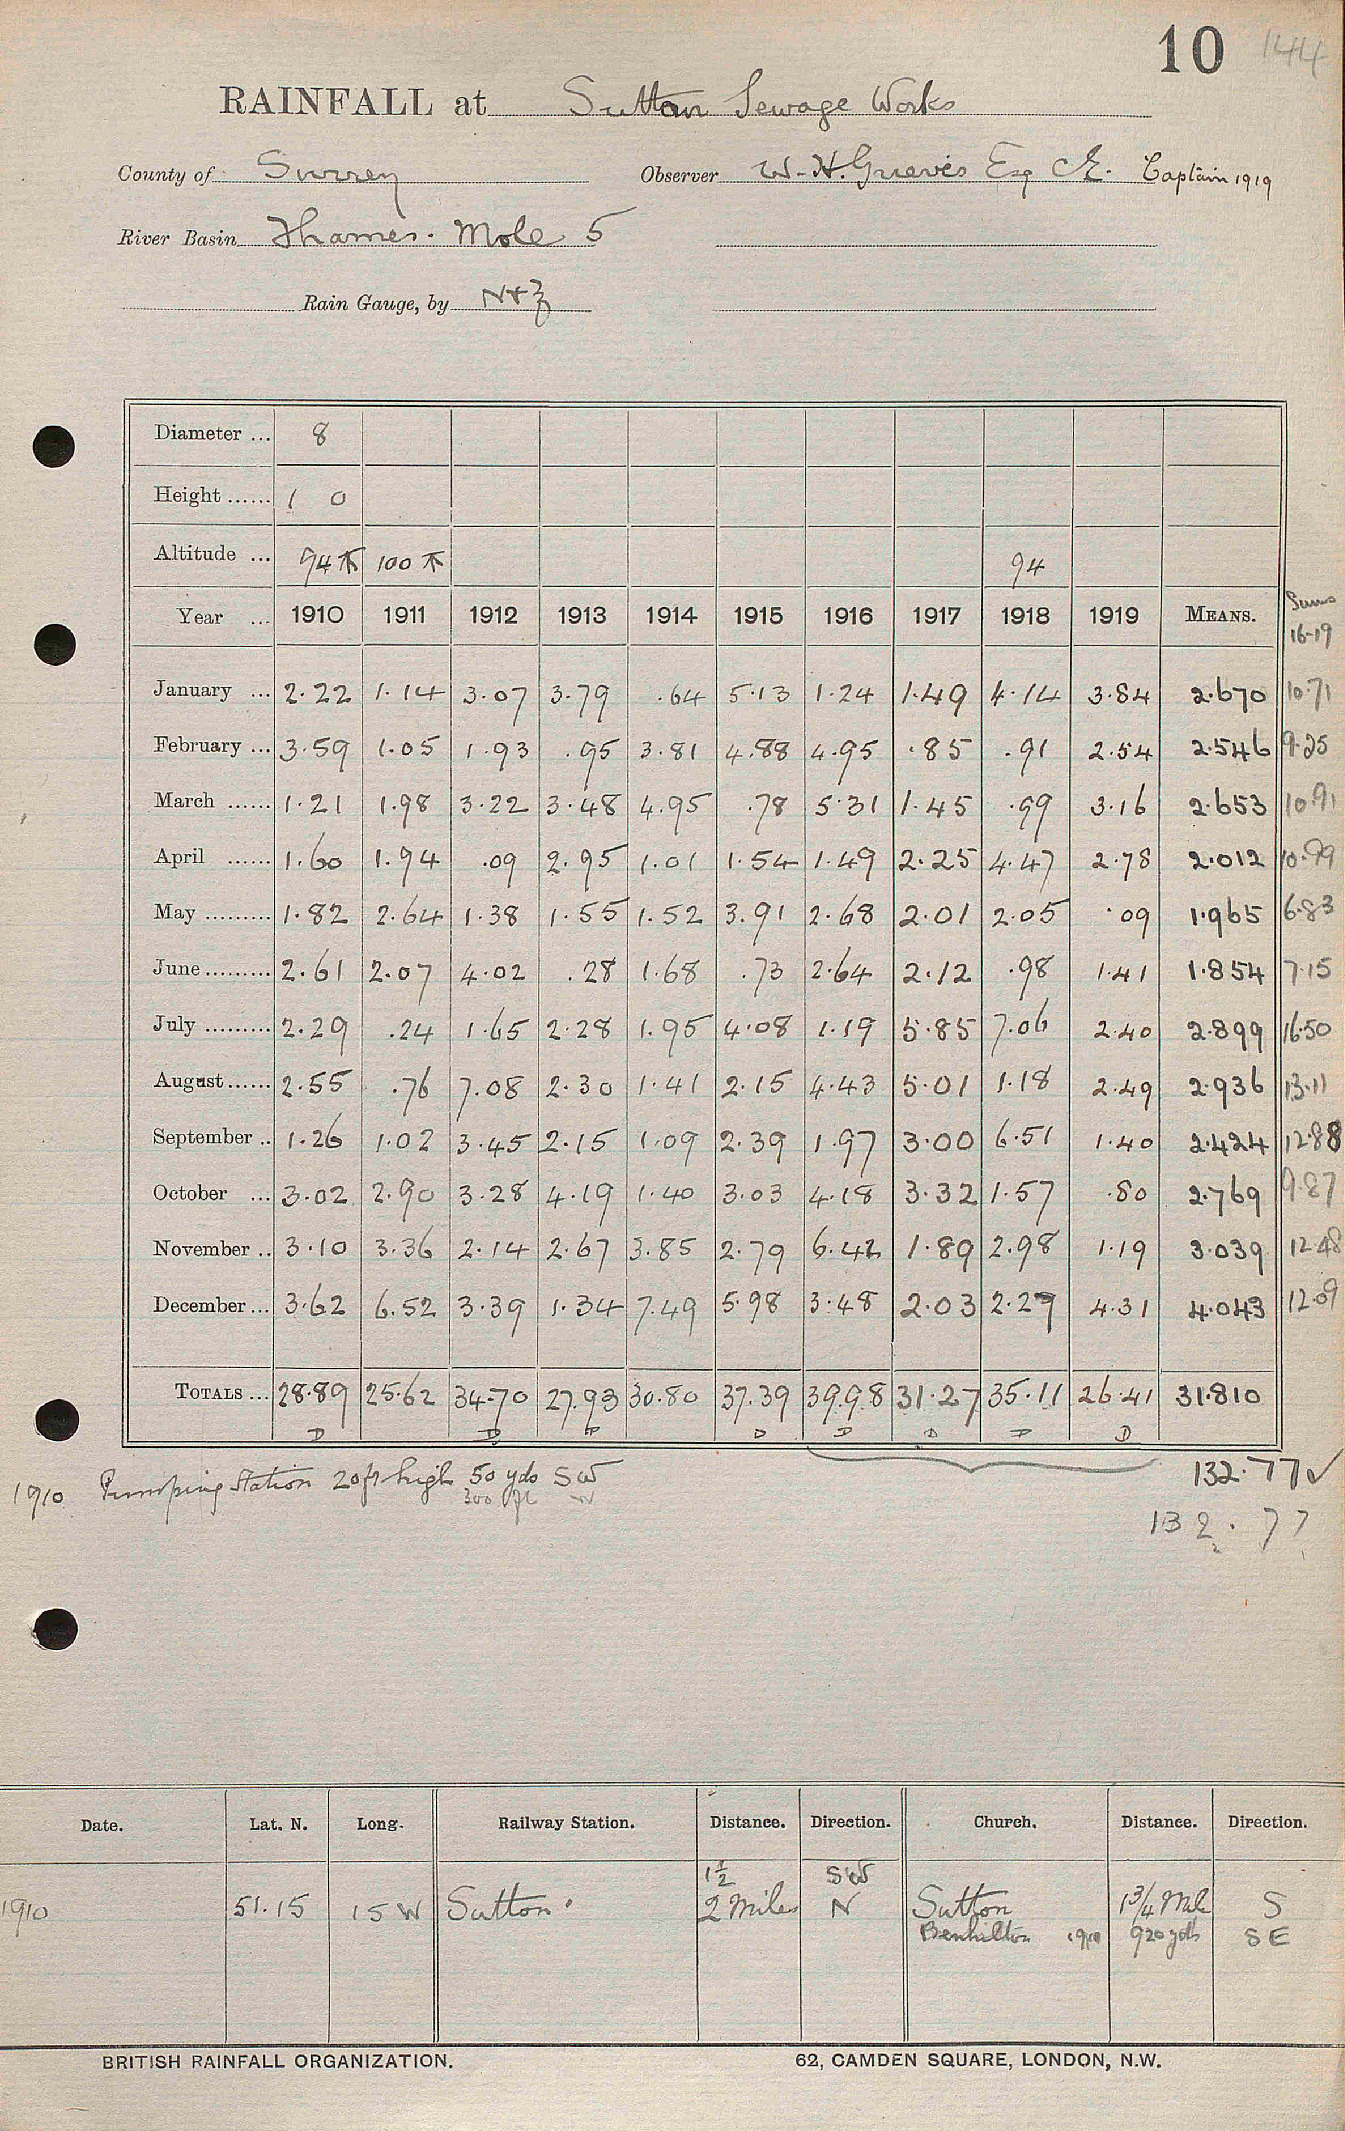 10 144
RAINFALL at Sutton Sewage Works
County of Surrey Observer W. H. Grieves Esq C.E. Captain 1919
River Basin Thames. Mole 5
Rain Gauge, by N+Z
Diameter ... 8
Height ...... 1 0
Altitude ... 94 100 94
Year ... 1910 1911 1912 1913 1914 1915 1916 1917 1918 1919 MEANS. Sums 16-19
January ... 2.22 1.14 3.07 3.79 .64 5.13 1.24 1.49 4.14 3.84 2.670 10.71
February ... 3.59 1.05 1.93 .95 3.81 4.88 4.95 .85 .91 2.54 2.546 9.25
March ...... 1.21 1.98 3.22 3.48 4.95 .78 5.31 1.45 .99 3.16 2.653 10.91
April ...... 1.60 1.94 .09 2.95 1.01 1.54 1.49 2.25 4.47 2.78 2.012 10.99
May ......... 1.82 2.64 1.38 1.55 1.52 3.91 2.68 2.01 2.05 .09 1.965 6.83
June ......... 2.61 2.07 4.02 .28 1.68 .73 2.64 2.12 .98 1.41 1.854 7.15
July ......... 2.29 .24 1.65 2.28 1.95 4.08 1.19 5.85 7.06 2.40 2.899 16.50
August ...... 2.55 .76 7.08 2.30 1.41 2.15 4.43 5.01 1.18 2.49 2.936 13.11
September .. 1.26 1.02 3.45 2.15 1.09 2.39 1.97 3.00 6.51 1.40 2.424 12.88
October ... 3.02 2.90 3.28 4.19 1.40 3.03 4.18 3.32 1.57 .80 2.769 9.87
November .. 3.10 3.36 2.14 2.67 3.85 2.79 6.42 1.89 2.98 1.19 3.039 12.48
December ... 3.62 6.52 3.39 1.34 7.49 5.98 3.48 2.03 2.27 4.31 4.043 12.09
TOTALS ... 28.89 25.62 34.70 27.93 30.80 37.39 39.98 31.27 35.11 26.41 31.810
D D D D D D D D
132.77 ✓
1910 Pumping Station 20ft high 50 yds SW
300 ft W
132.77
Date. Lat. N. Long. Railway Station. Distance. Direction. Church. Distance. Direction.
1½ SW
1910 51.15 15 W Sutton 2 Miles N Sutton 1¾ Mile S
Benhilton 920 yds SE
BRITISH RAINFALL ORGANIZATION. 62, CAMDEN SQUARE, LONDON, N.W.